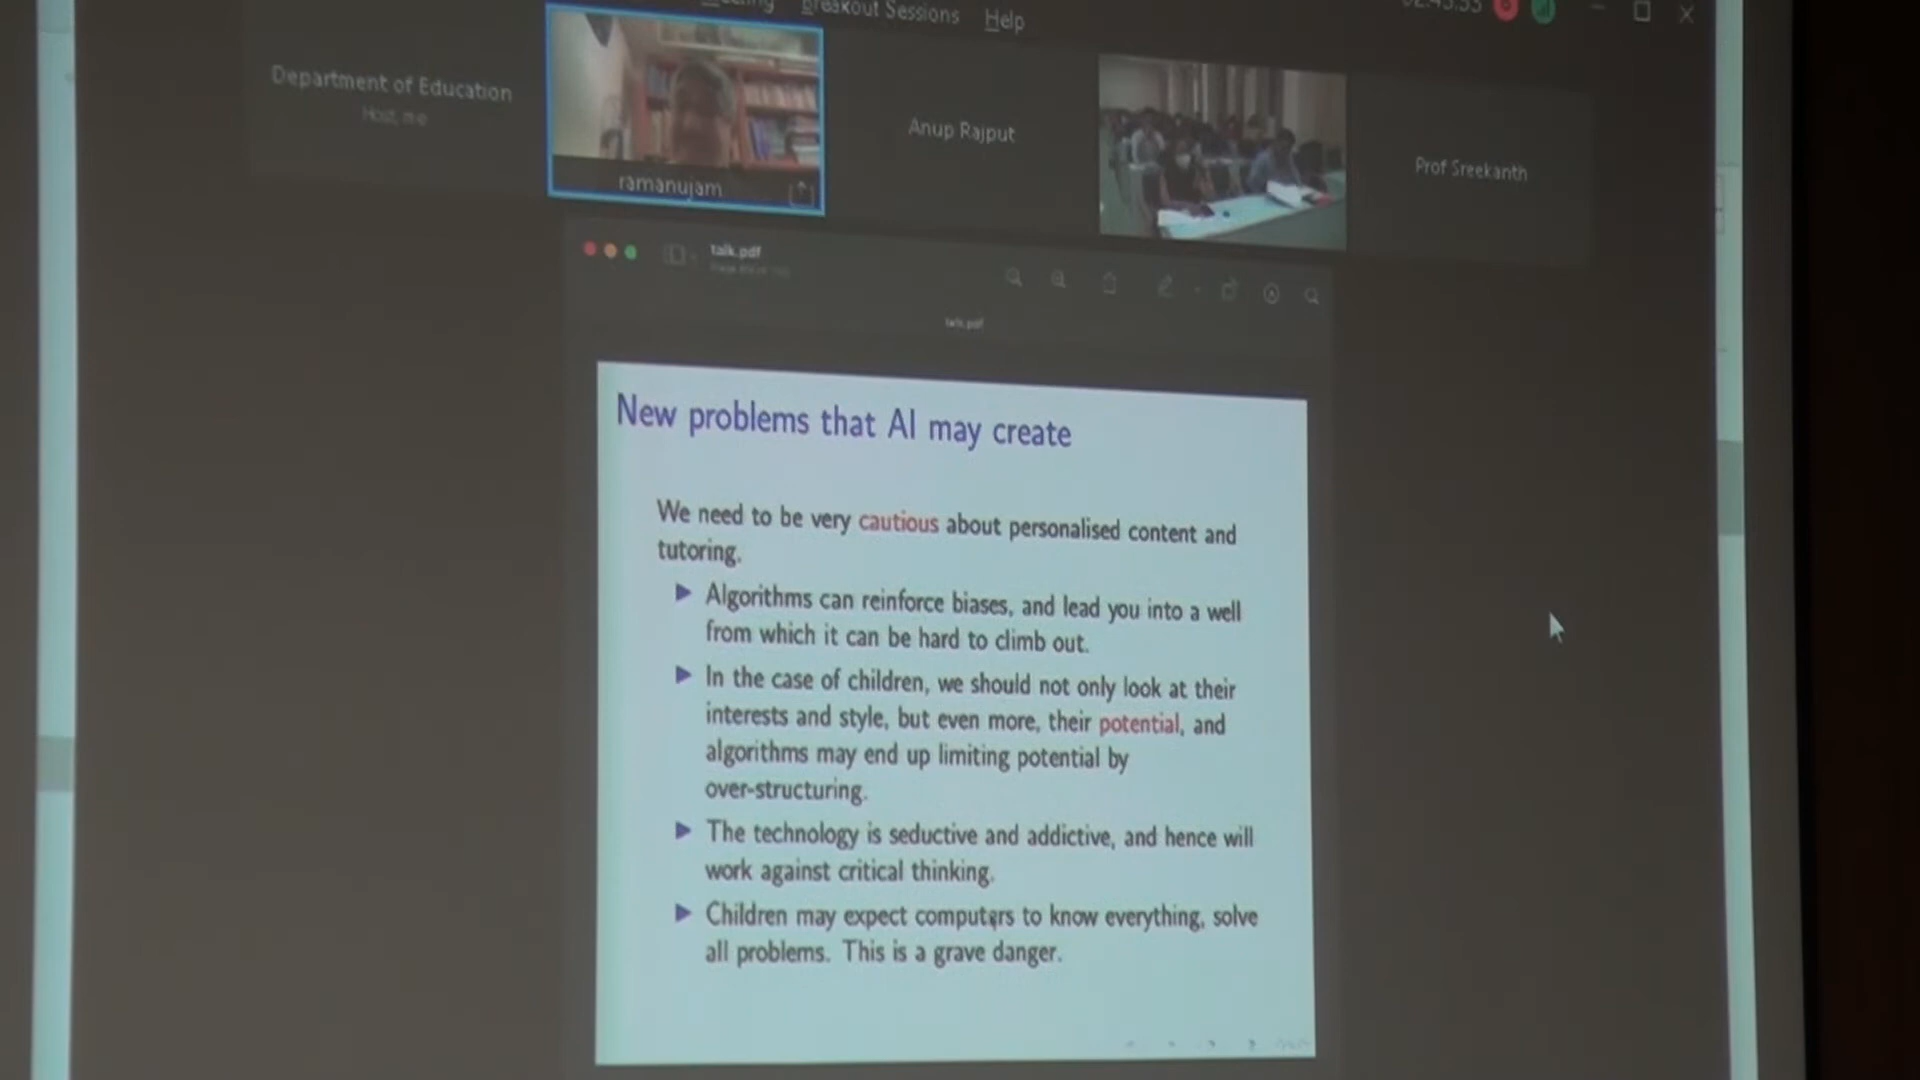 Breakout Sessions
Help
Department of Education
Host, me
ramanujam
Anup Rajput
Prof Sreekanth
talk.pdf
talk.pdf
New problems that AI may create
We need to be very cautious about personalised content and
tutoring.
▶ Algorithms can reinforce biases, and lead you into a well
from which it can be hard to climb out.
▶ In the case of children, we should not only look at their
interests and style, but even more, their potential, and
algorithms may end up limiting potential by
over-structuring.
▶ The technology is seductive and addictive, and hence will
work against critical thinking.
▶ Children may expect computers to know everything, solve
all problems. This is a grave danger.